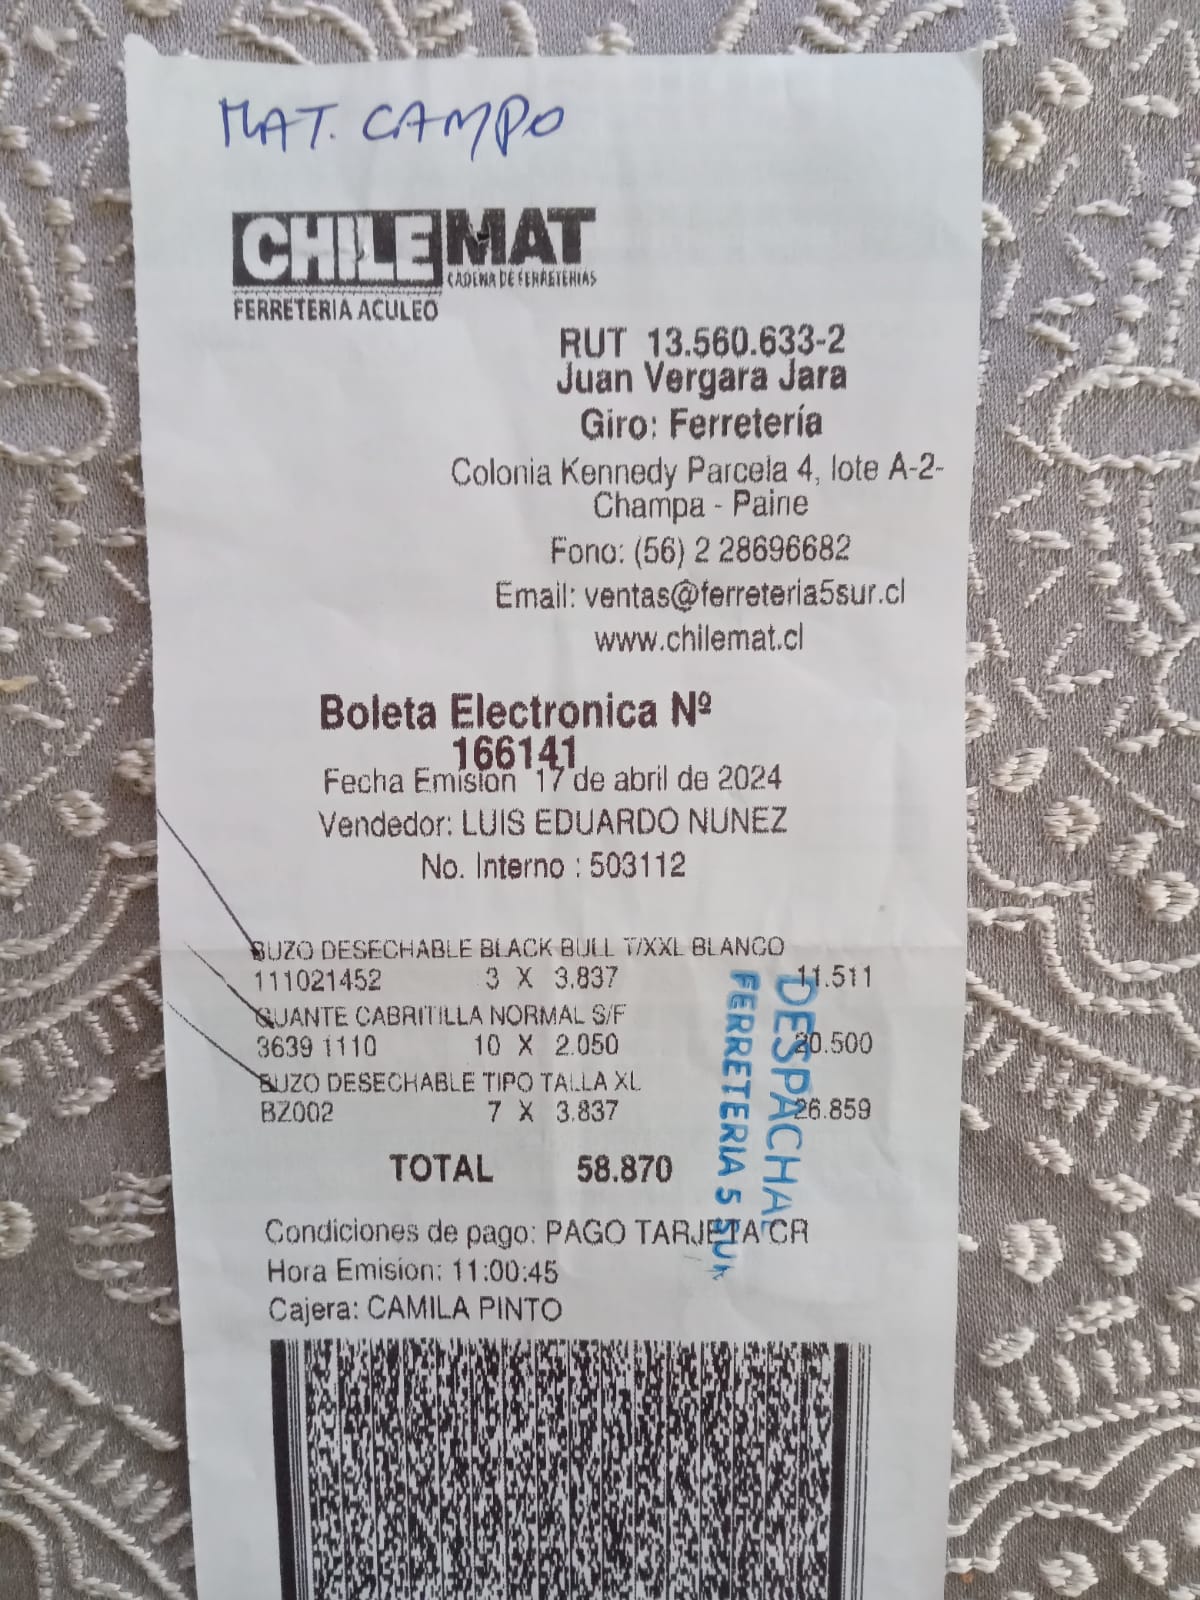 MAT. CAMPO
CHILEMAT
CADENA DE FERRETERIAS
FERRETERIA ACULEO
RUT 13.560.633-2
Juan Vergara Jara
Giro: Ferretería
Colonia Kennedy Parcela 4, lote A-2-
Champa - Paine
Fono: (56) 2 28696682
Email: ventas@ferreteria5sur.cl
www.chilemat.cl
Boleta Electronica Nº
166141
Fecha Emision 17 de abril de 2024
Vendedor: LUIS EDUARDO NUNEZ
No. Interno : 503112
BUZO DESECHABLE BLACK BULL T/XXL BLANCO
111021452 3 X 3.837 11.511
GUANTE CABRITILLA NORMAL S/F
3639 1110 10 X 2.050 20.500
BUZO DESECHABLE TIPO TALLA XL
BZ002 7 X 3.837 26.859
TOTAL 58.870
Condiciones de pago: PAGO TARJETA CR
Hora Emision: 11:00:45
Cajera: CAMILA PINTO
DESPACHA
FERRETERIA 5 SUR